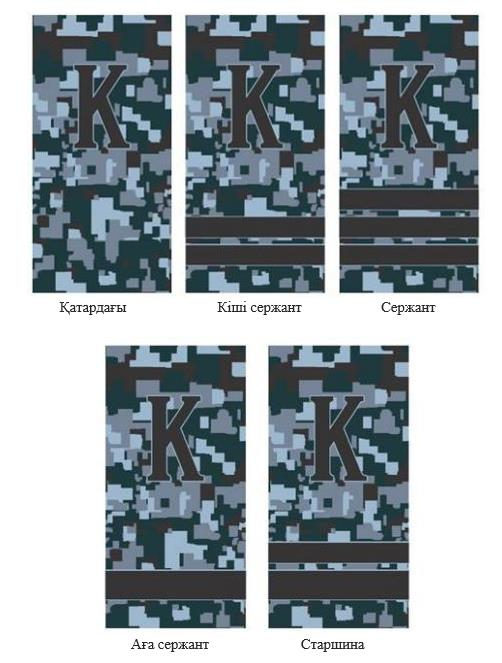 К К К
Қатардағы Кіші сержант Сержант
К К
Аға сержант Старшина